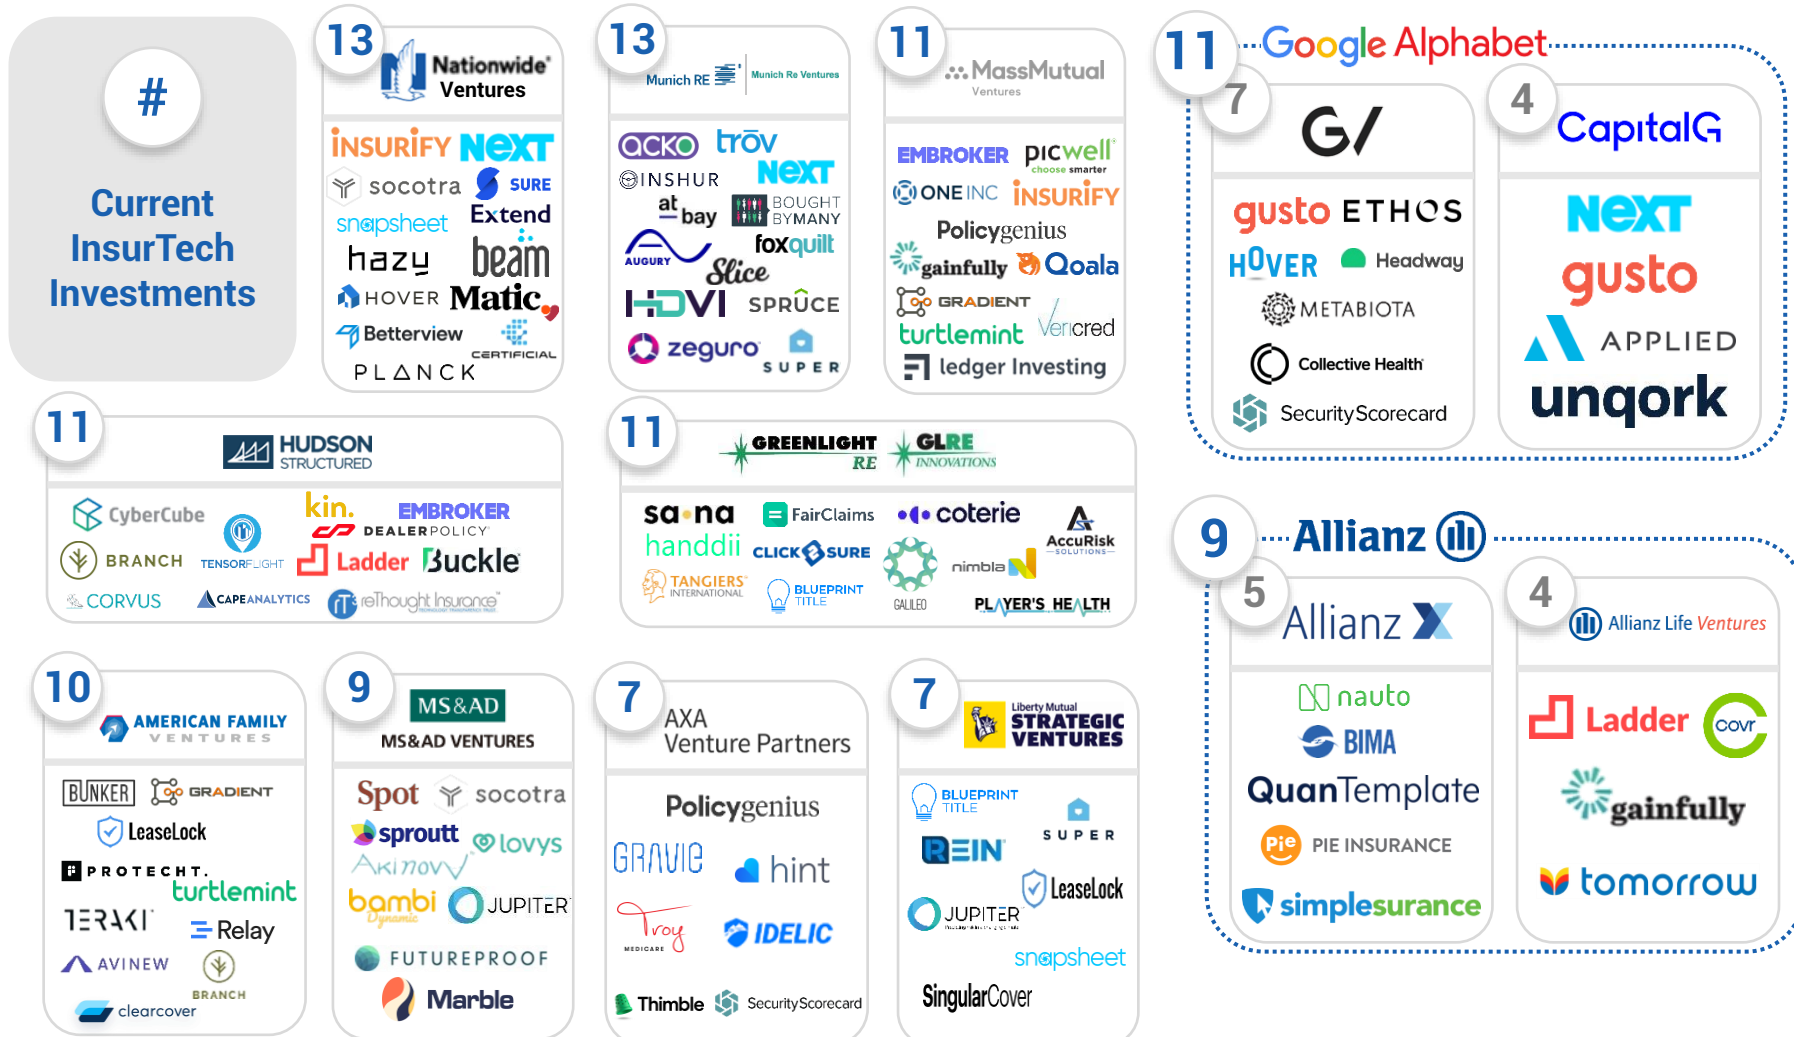 #
Current
InsurTech
Investments
13
Nationwide®
Ventures
INSURIFY NEXT
socotra SURE
snapsheet Extend
hazy beam
HOVER Matic
Betterview
CERTIFICIAL
PLANCK
13
Munich RE Munich Re Ventures
acko trōv
INSHUR NEXT
at bay BOUGHT BYMANY
AUGURY foxquilt
Slice
HDVI SPRÛCE
zeguro SUPER
11
MassMutual
Ventures
EMBROKER picwell
choose smarter
ONE INC INSURIFY
Policygenius
gainfully Qoala
GRADIENT
turtlemint Vericred
ledger Investing
11
Google Alphabet
7
G/
gusto ETHOS
HOVER Headway
METABIOTA
Collective Health
SecurityScorecard
4
CapitalG
NEXT
gusto
APPLIED
unqork
11
HUDSON
STRUCTURED
CyberCube kin. EMBROKER
DEALERPOLICY
BRANCH TENSORFLIGHT Ladder Buckle
CORVUS CAPE ANALYTICS reThought Insurance™
11
GREENLIGHT RE GLRE INNOVATIONS
sana FairClaims coterie AccuRisk
SOLUTIONS
handdii CLICK2SURE nimbla
TANGIERS
INTERNATIONAL
BLUEPRINT
TITLE
GALILEO PLAYER'S HEALTH
9
Allianz
5
Allianz X
nauto
BIMA
QuanTemplate
Pie PIE INSURANCE
simplesurance
4
Allianz Life Ventures
Ladder covr
gainfully
tomorrow
10
AMERICAN FAMILY
VENTURES
BUNKER GRADIENT
LeaseLock
PROTECHT.
turtlemint
TERAKI Relay
AVINEW BRANCH
clearcover
9
MS&AD
MS&AD VENTURES
Spot socotra
sproutt lovys
AKINOVV
bambi
Dynamic
JUPITER
FUTUREPROOF
Marble
7
AXA
Venture Partners
Policygenius
GRAVIE hint
Troy
MEDICARE
IDELIC
Thimble SecurityScorecard
7
Liberty Mutual
STRATEGIC
VENTURES
BLUEPRINT
TITLE
SUPER
REIN
LeaseLock
JUPITER
snapsheet
SingularCover